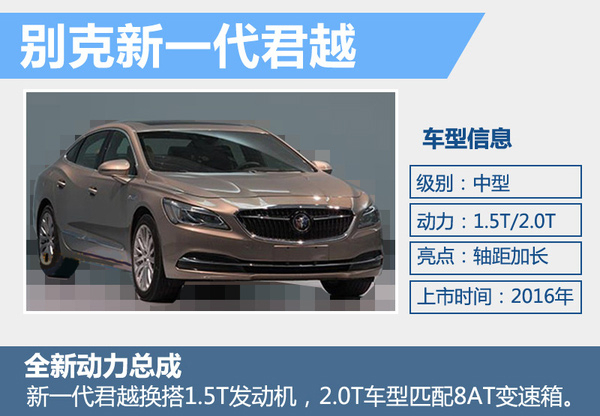 别克新一代君越
车型信息
级别：中型
动力：1.5T/2.0T
亮点：轴距加长
上市时间：2016年
全新动力总成
新一代君越换搭1.5T发动机，2.0T车型匹配8AT变速箱。